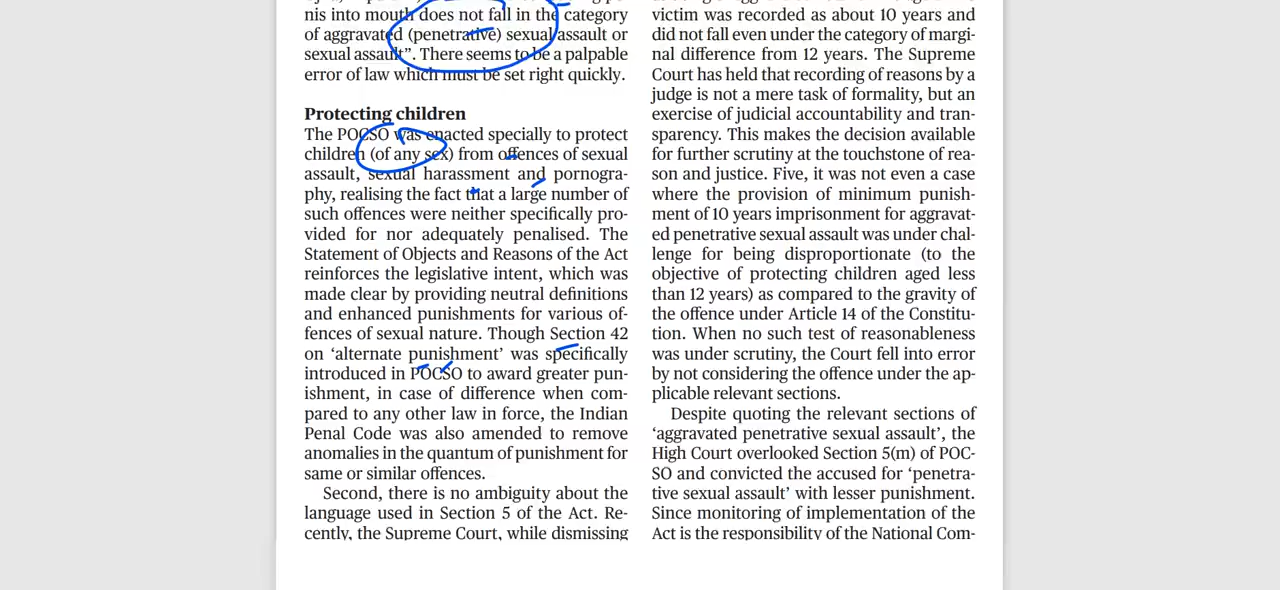 nis into mouth does not fall in the category
of aggravated (penetrative) sexual assault or
sexual assault”. There seems to be a palpable
error of law which must be set right quickly.
Protecting children
The POCSO was enacted specially to protect
children (of any sex) from offences of sexual
assault, sexual harassment and pornogra-
phy, realising the fact that a large number of
such offences were neither specifically pro-
vided for nor adequately penalised. The
Statement of Objects and Reasons of the Act
reinforces the legislative intent, which was
made clear by providing neutral definitions
and enhanced punishments for various of-
fences of sexual nature. Though Section 42
on ‘alternate punishment’ was specifically
introduced in POCSO to award greater pun-
ishment, in case of difference when com-
pared to any other law in force, the Indian
Penal Code was also amended to remove
anomalies in the quantum of punishment for
same or similar offences.
Second, there is no ambiguity about the
language used in Section 5 of the Act. Re-
cently, the Supreme Court, while dismissing
victim was recorded as about 10 years and
did not fall even under the category of margi-
nal difference from 12 years. The Supreme
Court has held that recording of reasons by a
judge is not a mere task of formality, but an
exercise of judicial accountability and tran-
sparency. This makes the decision available
for further scrutiny at the touchstone of rea-
son and justice. Five, it was not even a case
where the provision of minimum punish-
ment of 10 years imprisonment for aggravat-
ed penetrative sexual assault was under chal-
lenge for being disproportionate (to the
objective of protecting children aged less
than 12 years) as compared to the gravity of
the offence under Article 14 of the Constitu-
tion. When no such test of reasonableness
was under scrutiny, the Court fell into error
by not considering the offence under the ap-
plicable relevant sections.
Despite quoting the relevant sections of
‘aggravated penetrative sexual assault’, the
High Court overlooked Section 5(m) of POC-
SO and convicted the accused for ‘penetra-
tive sexual assault’ with lesser punishment.
Since monitoring of implementation of the
Act is the responsibility of the National Com-